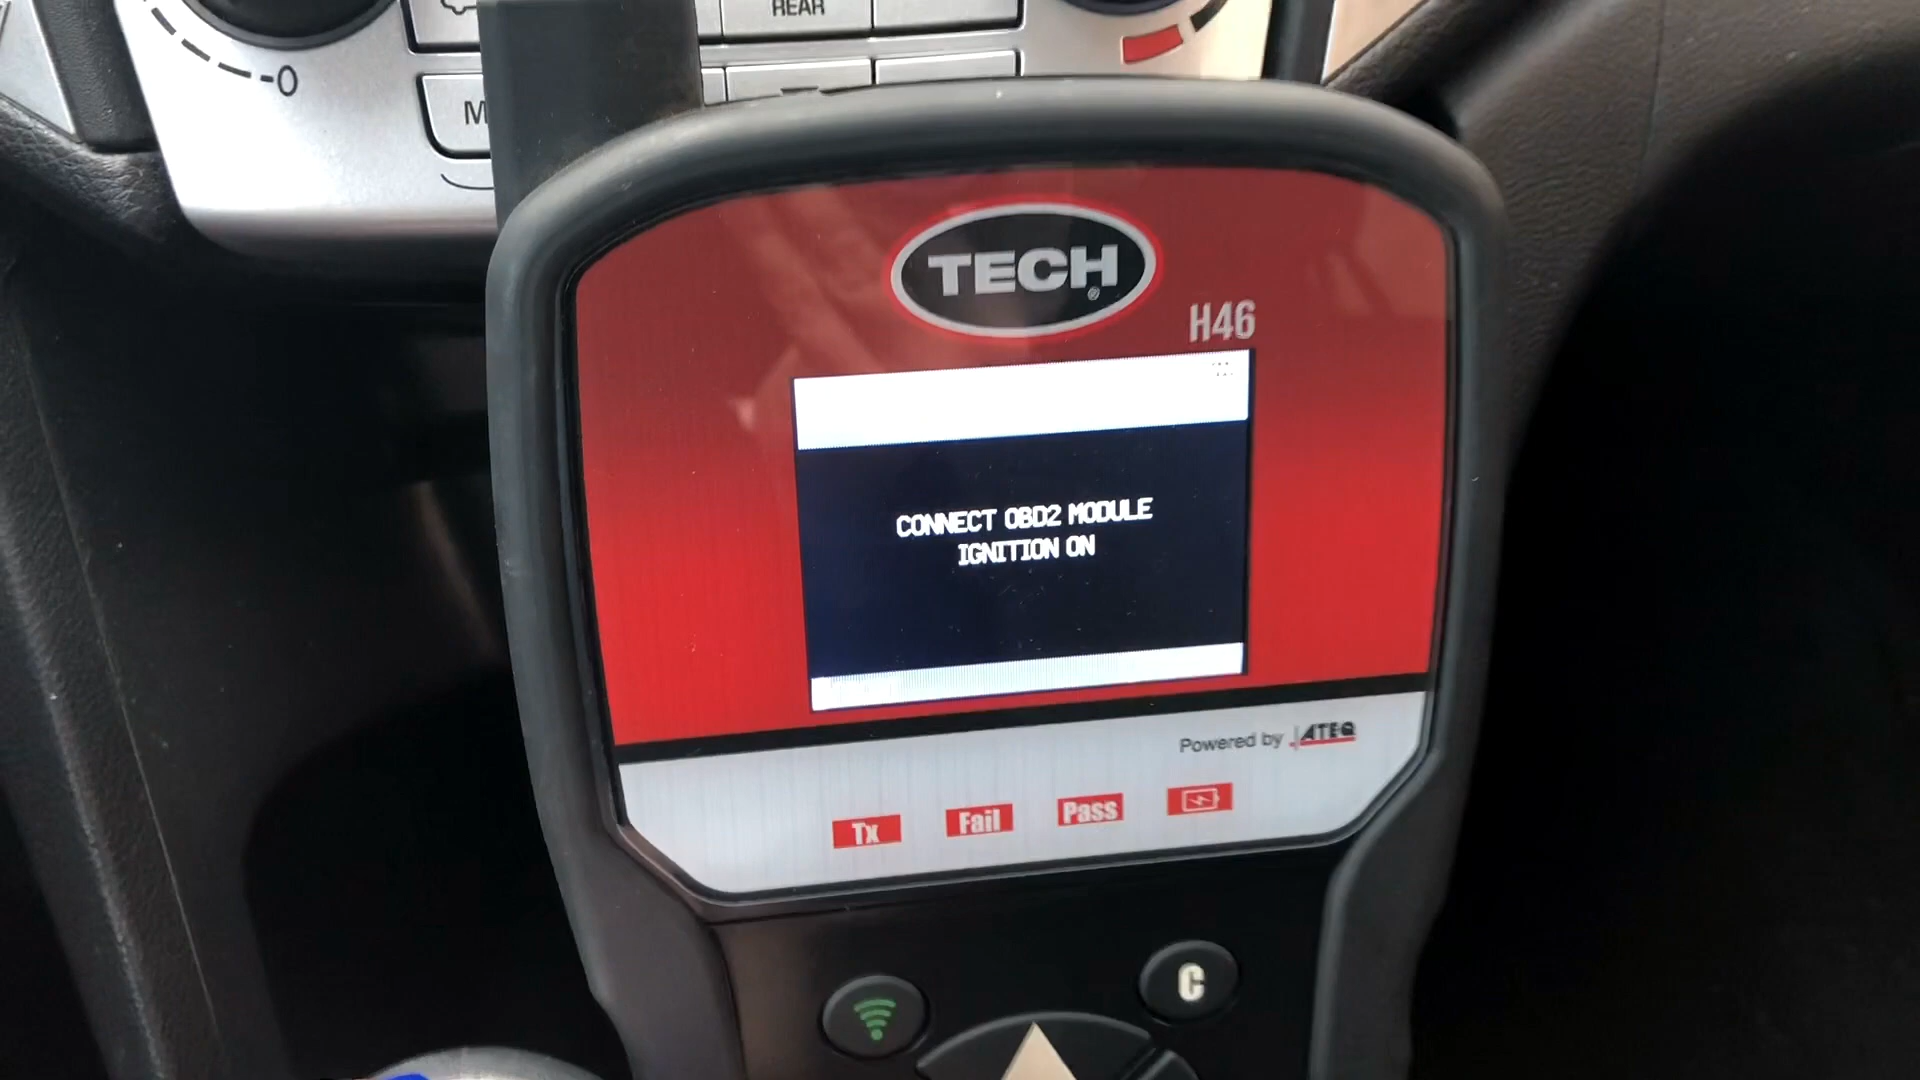 REAR
0
M
TECH
®
H46
CONNECT OBD2 MODULE
IGNITION ON
Powered by ATEQ
Tx
Fail
Pass
C